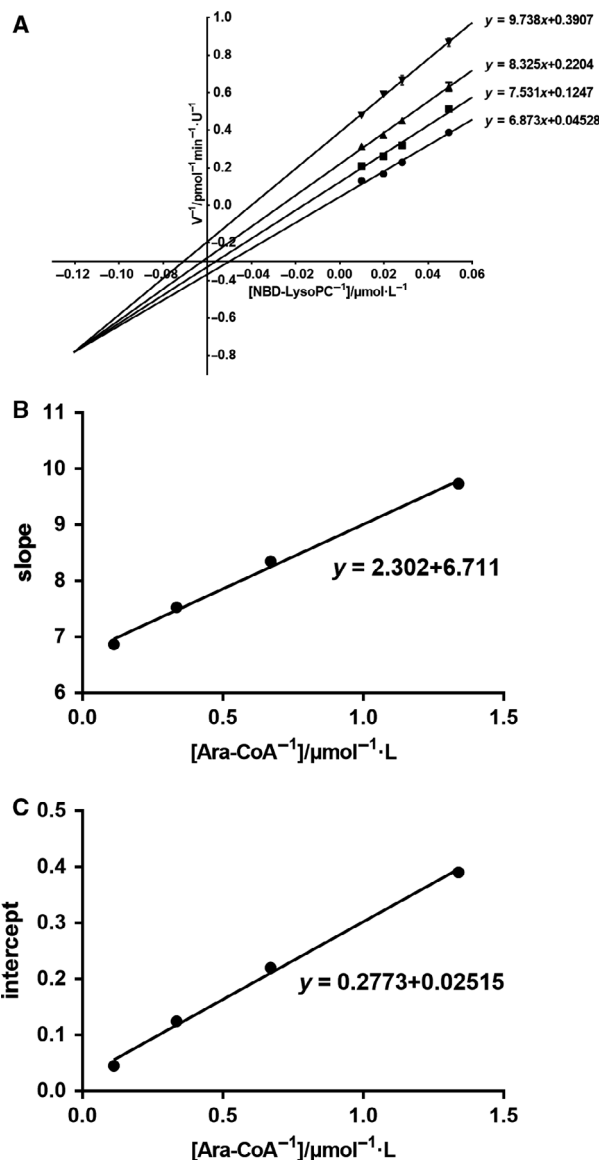 A
V⁻¹/pmol⁻¹min⁻¹·U⁻¹
1.0
0.8
0.6
0.4
0.2
0.0
–0.2
–0.4
–0.6
–0.8
–0.12 –0.10 –0.08 –0.04 –0.02 0.00 0.02 0.04 0.06
[NBD-LysoPC⁻¹]/µmol·L⁻¹
y = 9.738x+0.3907
y = 8.325x+0.2204
y = 7.531x+0.1247
y = 6.873x+0.04528
B
slope
11
10
9
8
7
6
y = 2.302+6.711
0.0 0.5 1.0 1.5
[Ara-CoA⁻¹]/µmol⁻¹·L
C
intercept
0.5
0.4
0.3
0.2
0.1
0.0
y = 0.2773+0.02515
0.0 0.5 1.0 1.5
[Ara-CoA⁻¹]/µmol⁻¹·L